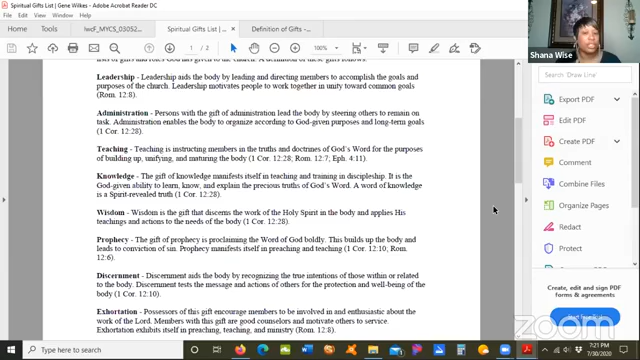 Spiritual Gifts List | Gene Wilkes - Adobe Acrobat Reader DC
File Edit View Sign Window Help
Home Tools lwcF_MYCS_03052... Spiritual Gifts List ... × Definition of Gifts -...
1 / 2 100%
Leadership - Leadership aids the body by leading and directing members to accomplish the goals and
purposes of the church. Leadership motivates people to work together in unity toward common goals
(Rom. 12:8).
Administration - Persons with the gift of administration lead the body by steering others to remain on
task. Administration enables the body to organize according to God-given purposes and long-term goals
(1 Cor. 12:28).
Teaching - Teaching is instructing members in the truths and doctrines of God's Word for the purposes
of building up, unifying, and maturing the body (1 Cor. 12:28; Rom. 12:7; Eph. 4:11).
Knowledge - The gift of knowledge manifests itself in teaching and training in discipleship. It is the
God-given ability to learn, know, and explain the precious truths of God's Word. A word of knowledge
is a Spirit-revealed truth (1 Cor. 12:28).
Wisdom - Wisdom is the gift that discerns the work of the Holy Spirit in the body and applies His
teachings and actions to the needs of the body (1 Cor. 12:28).
Prophecy - The gift of prophecy is proclaiming the Word of God boldly. This builds up the body and
leads to conviction of sin. Prophecy manifests itself in preaching and teaching (1 Cor. 12:10, Rom.
12:6).
Discernment - Discernment aids the body by recognizing the true intentions of those within or related to
the body. Discernment tests the message and actions of others for the protection and well-being of the
body (1 Cor. 12:10).
Exhortation - Possessors of this gift encourage members to be involved in and enthusiastic about the
work of the Lord. Members with this gift are good counselors and motivate others to service.
Exhortation exhibits itself in preaching, teaching, and ministry (Rom. 12:8).
Shana Wise
Search 'Draw Line'
Export PDF
Edit PDF
Create PDF
Comment
Combine Files
Organize Pages
Redact
Protect
Create, edit and sign PDF
forms & agreements
zoom
Type here to search
7:21 PM
7/30/2020